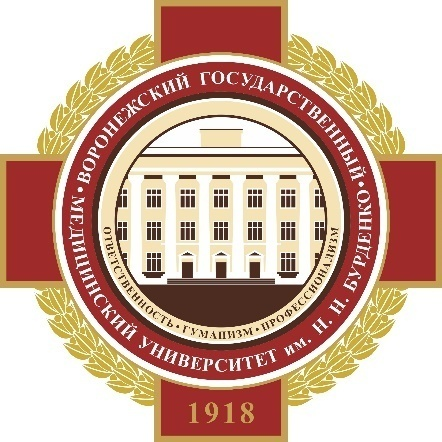 ВОРОНЕЖСКИЙ ГОСУДАРСТВЕННЫЙ
МЕДИЦИНСКИЙ УНИВЕРСИТЕТ им. Н. Н. БУРДЕНКО
ОТВЕТСТВЕННОСТЬ · ГУМАНИЗМ · ПРОФЕССИОНАЛИЗМ
1918